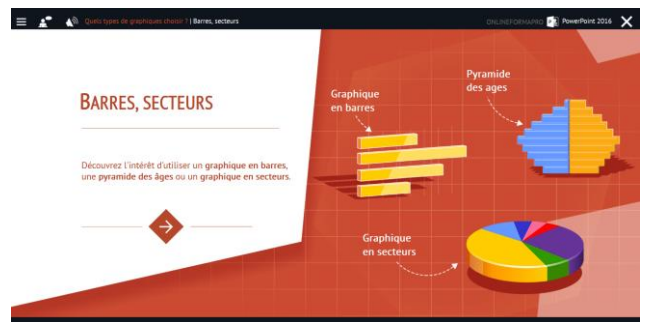 Quels types de graphiques choisir ? | Barres, secteurs
ONLINEFORMAPRO PowerPoint 2016
BARRES, SECTEURS
Découvrez l'intérêt d'utiliser un graphique en barres,
une pyramide des âges ou un graphique en secteurs.
Graphique
en barres
Pyramide
des ages
Graphique
en secteurs